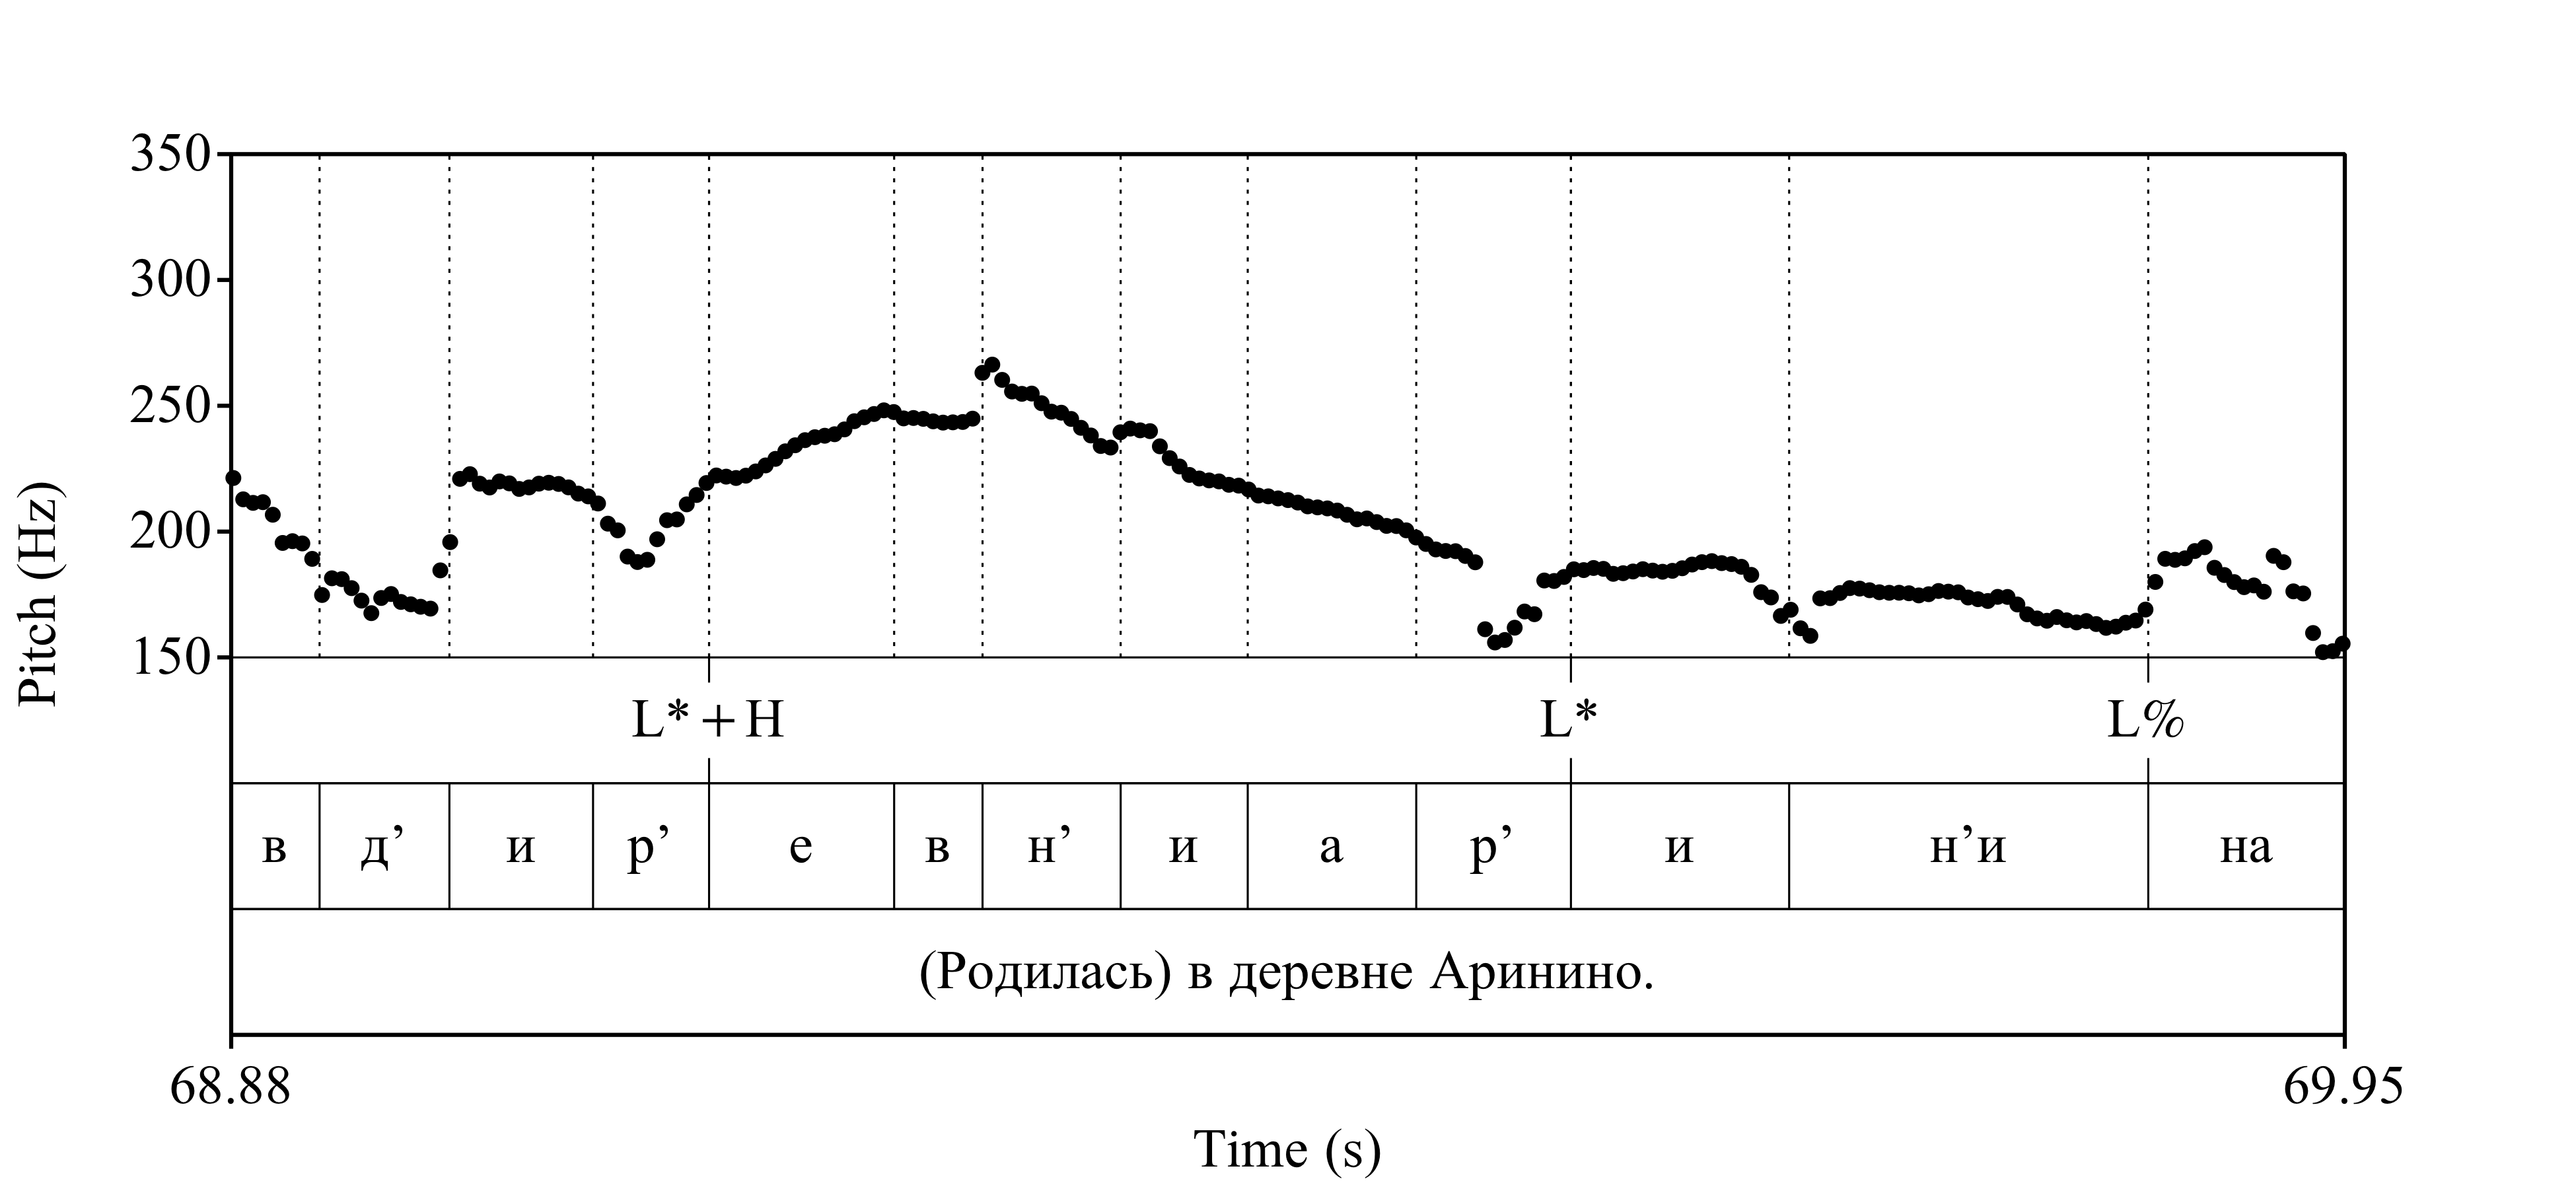 350
300
250
200
150
Pitch (Hz)
L* + H L* L%
в д’ и р’ е в н’ и а р’ и н’и на
(Родилась) в деревне Аринино.
68.88 69.95
Time (s)